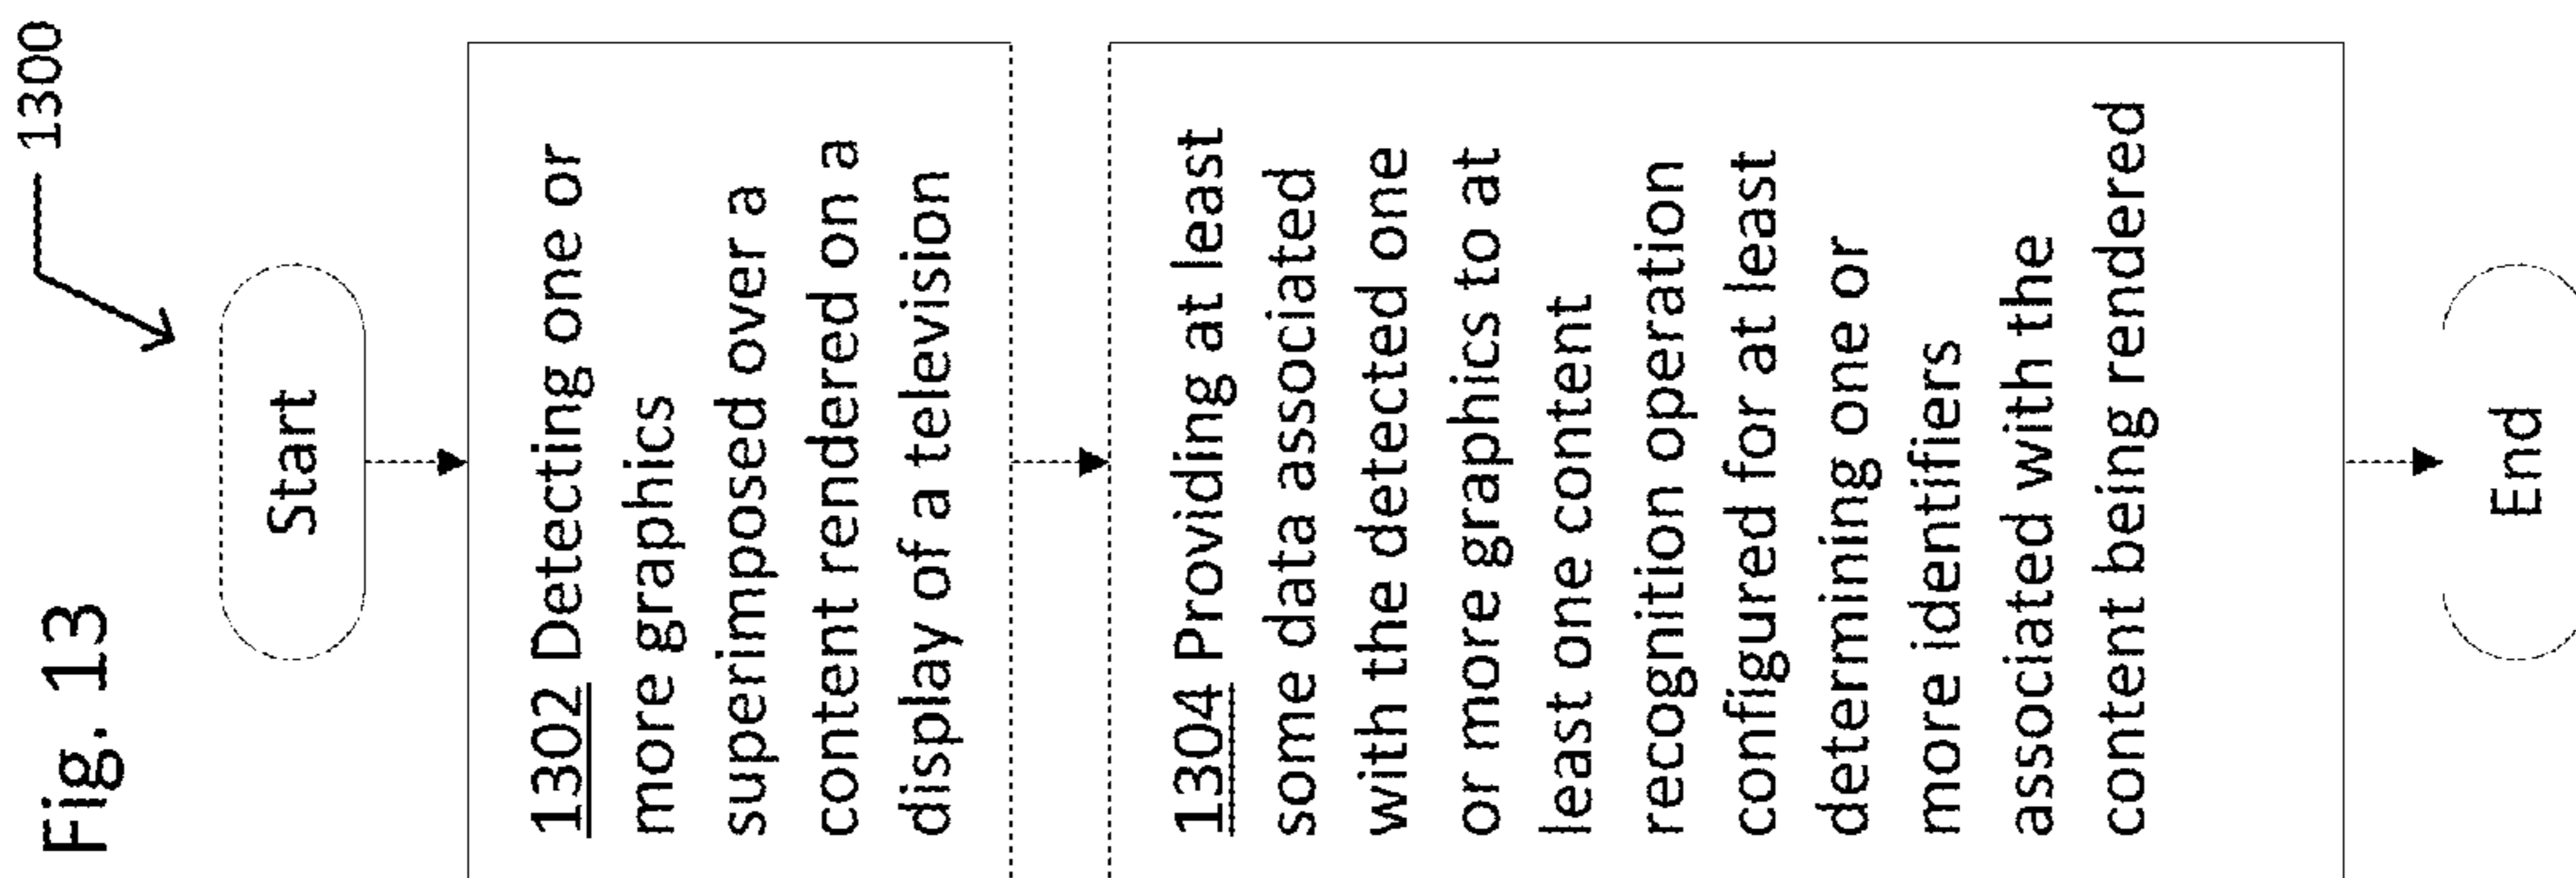 Fig. 13
1300
Start
1302 Detecting one or
more graphics
superimposed over a
content rendered on a
display of a television
1304 Providing at least
some data associated
with the detected one
or more graphics to at
least one content
recognition operation
configured for at least
determining one or
more identifiers
associated with the
content being rendered
End